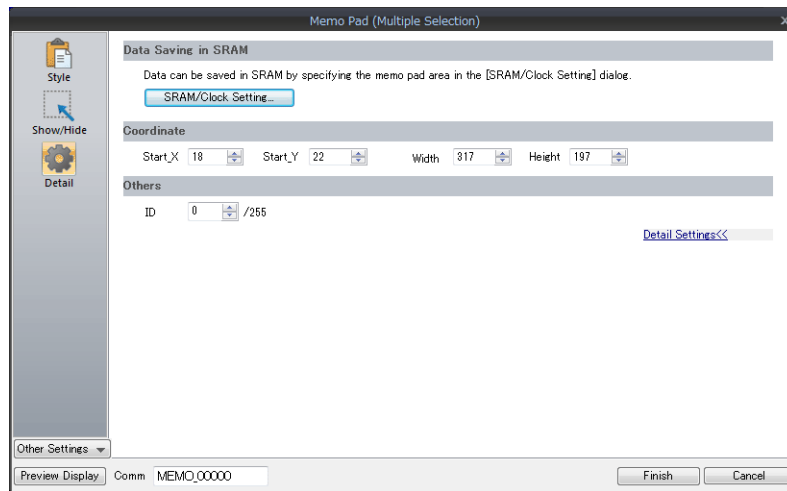 Memo Pad (Multiple Selection)
Style
Show/Hide
Detail
Data Saving in SRAM
Data can be saved in SRAM by specifying the memo pad area in the [SRAM/Clock Setting] dialog.
SRAM/Clock Setting...
Coordinate
Start_X 18 Start_Y 22 Width 317 Height 197
Others
ID 0 /255
Detail Settings<<
Other Settings
Preview Display Comm MEMO_00000 Finish Cancel